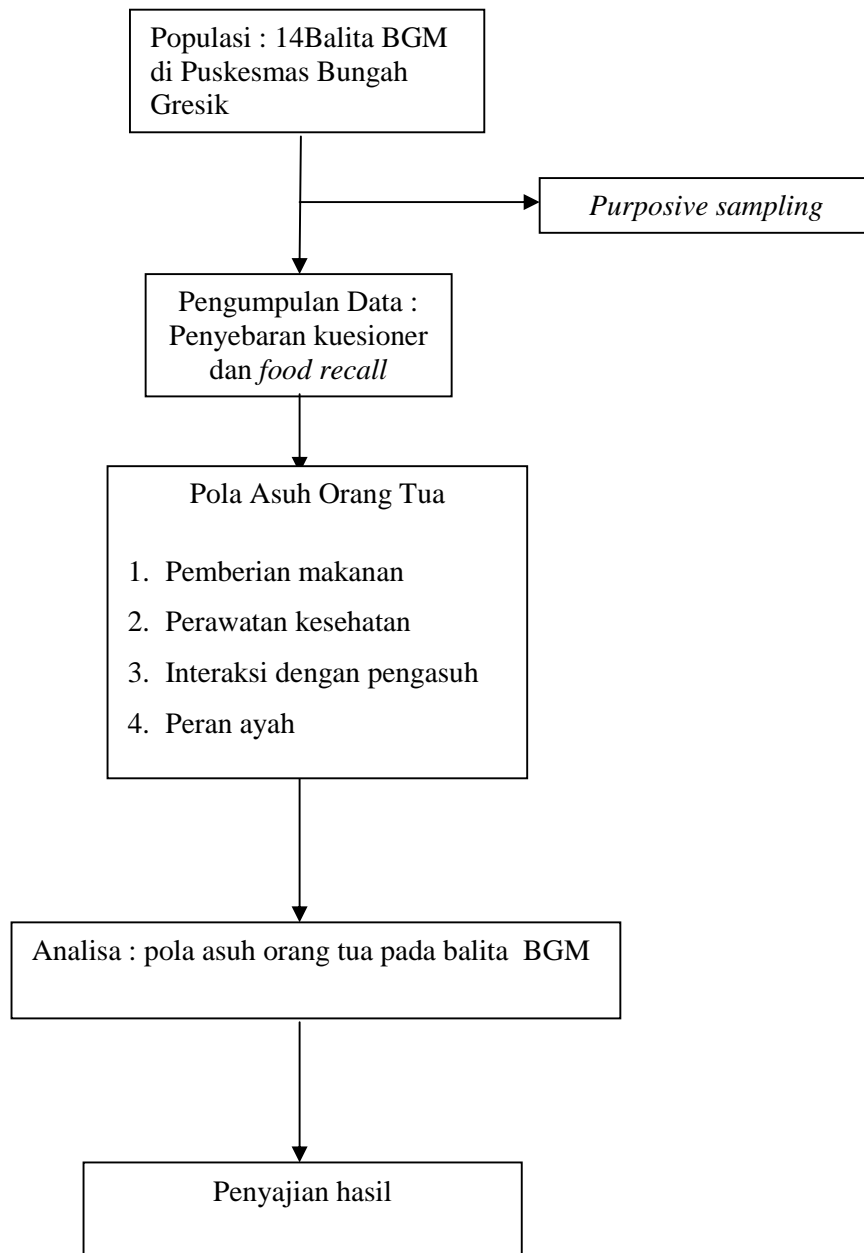 Populasi : 14Balita BGM
di Puskesmas Bungah
Gresik
Purposive sampling
Pengumpulan Data :
Penyebaran kuesioner
dan food recall
Pola Asuh Orang Tua
1. Pemberian makanan
2. Perawatan kesehatan
3. Interaksi dengan pengasuh
4. Peran ayah
Analisa : pola asuh orang tua pada balita BGM
Penyajian hasil